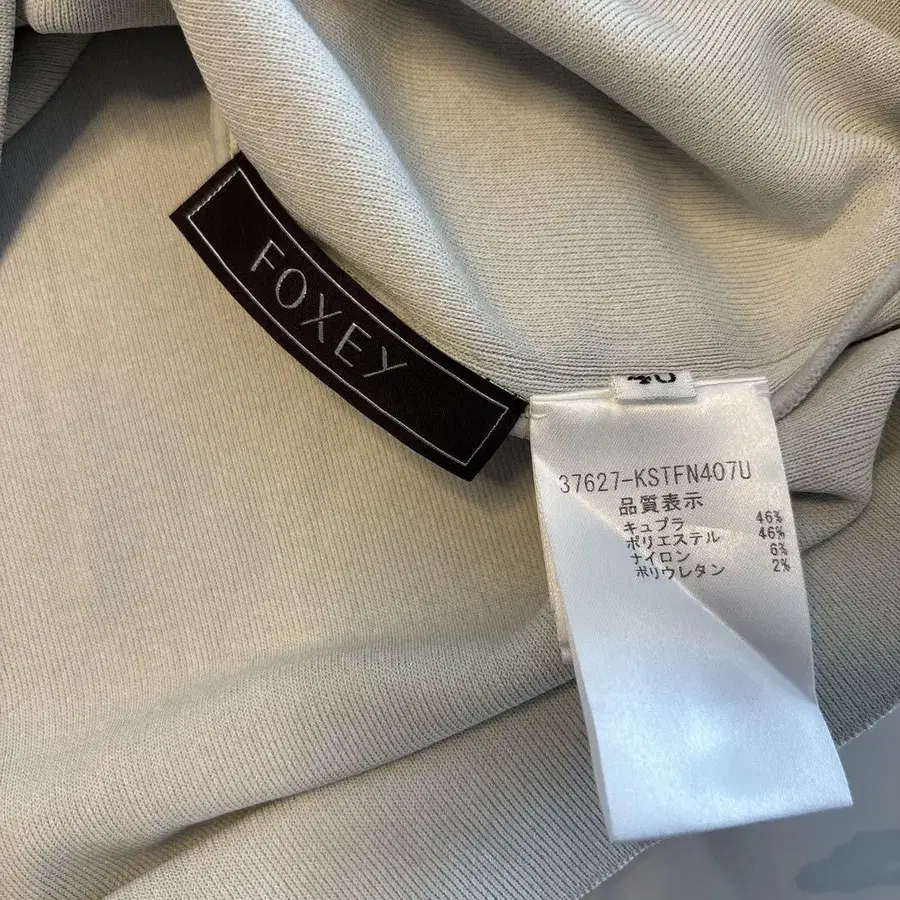 FOXEY
40
37627-KSTFN407U
品質表示
キュプラ 46%
ポリエステル 46%
ナイロン 6%
ポリウレタン 2%